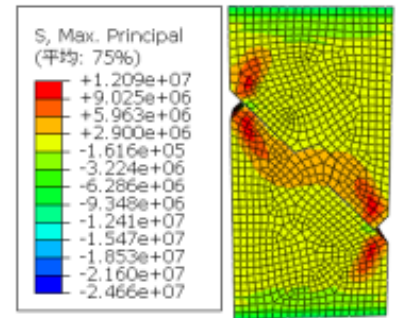 S, Max. Principal
(平均: 75%)
+1.209e+07
+9.025e+06
+5.963e+06
+2.900e+06
-1.616e+05
-3.224e+06
-6.286e+06
-9.348e+06
-1.241e+07
-1.547e+07
-1.853e+07
-2.160e+07
-2.466e+07